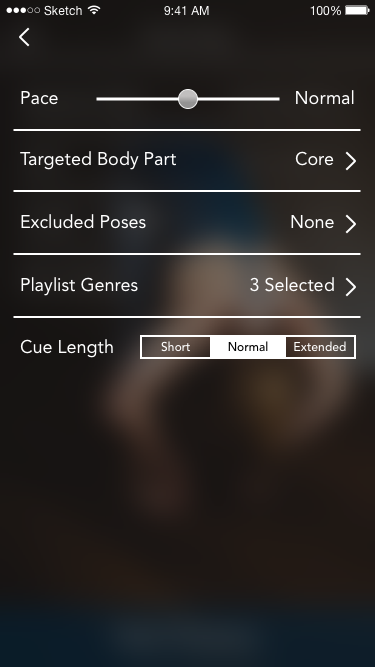 Sketch 9:41 AM 100%
Pace Normal
Targeted Body Part Core
Excluded Poses None
Playlist Genres 3 Selected
Cue Length Short Normal Extended